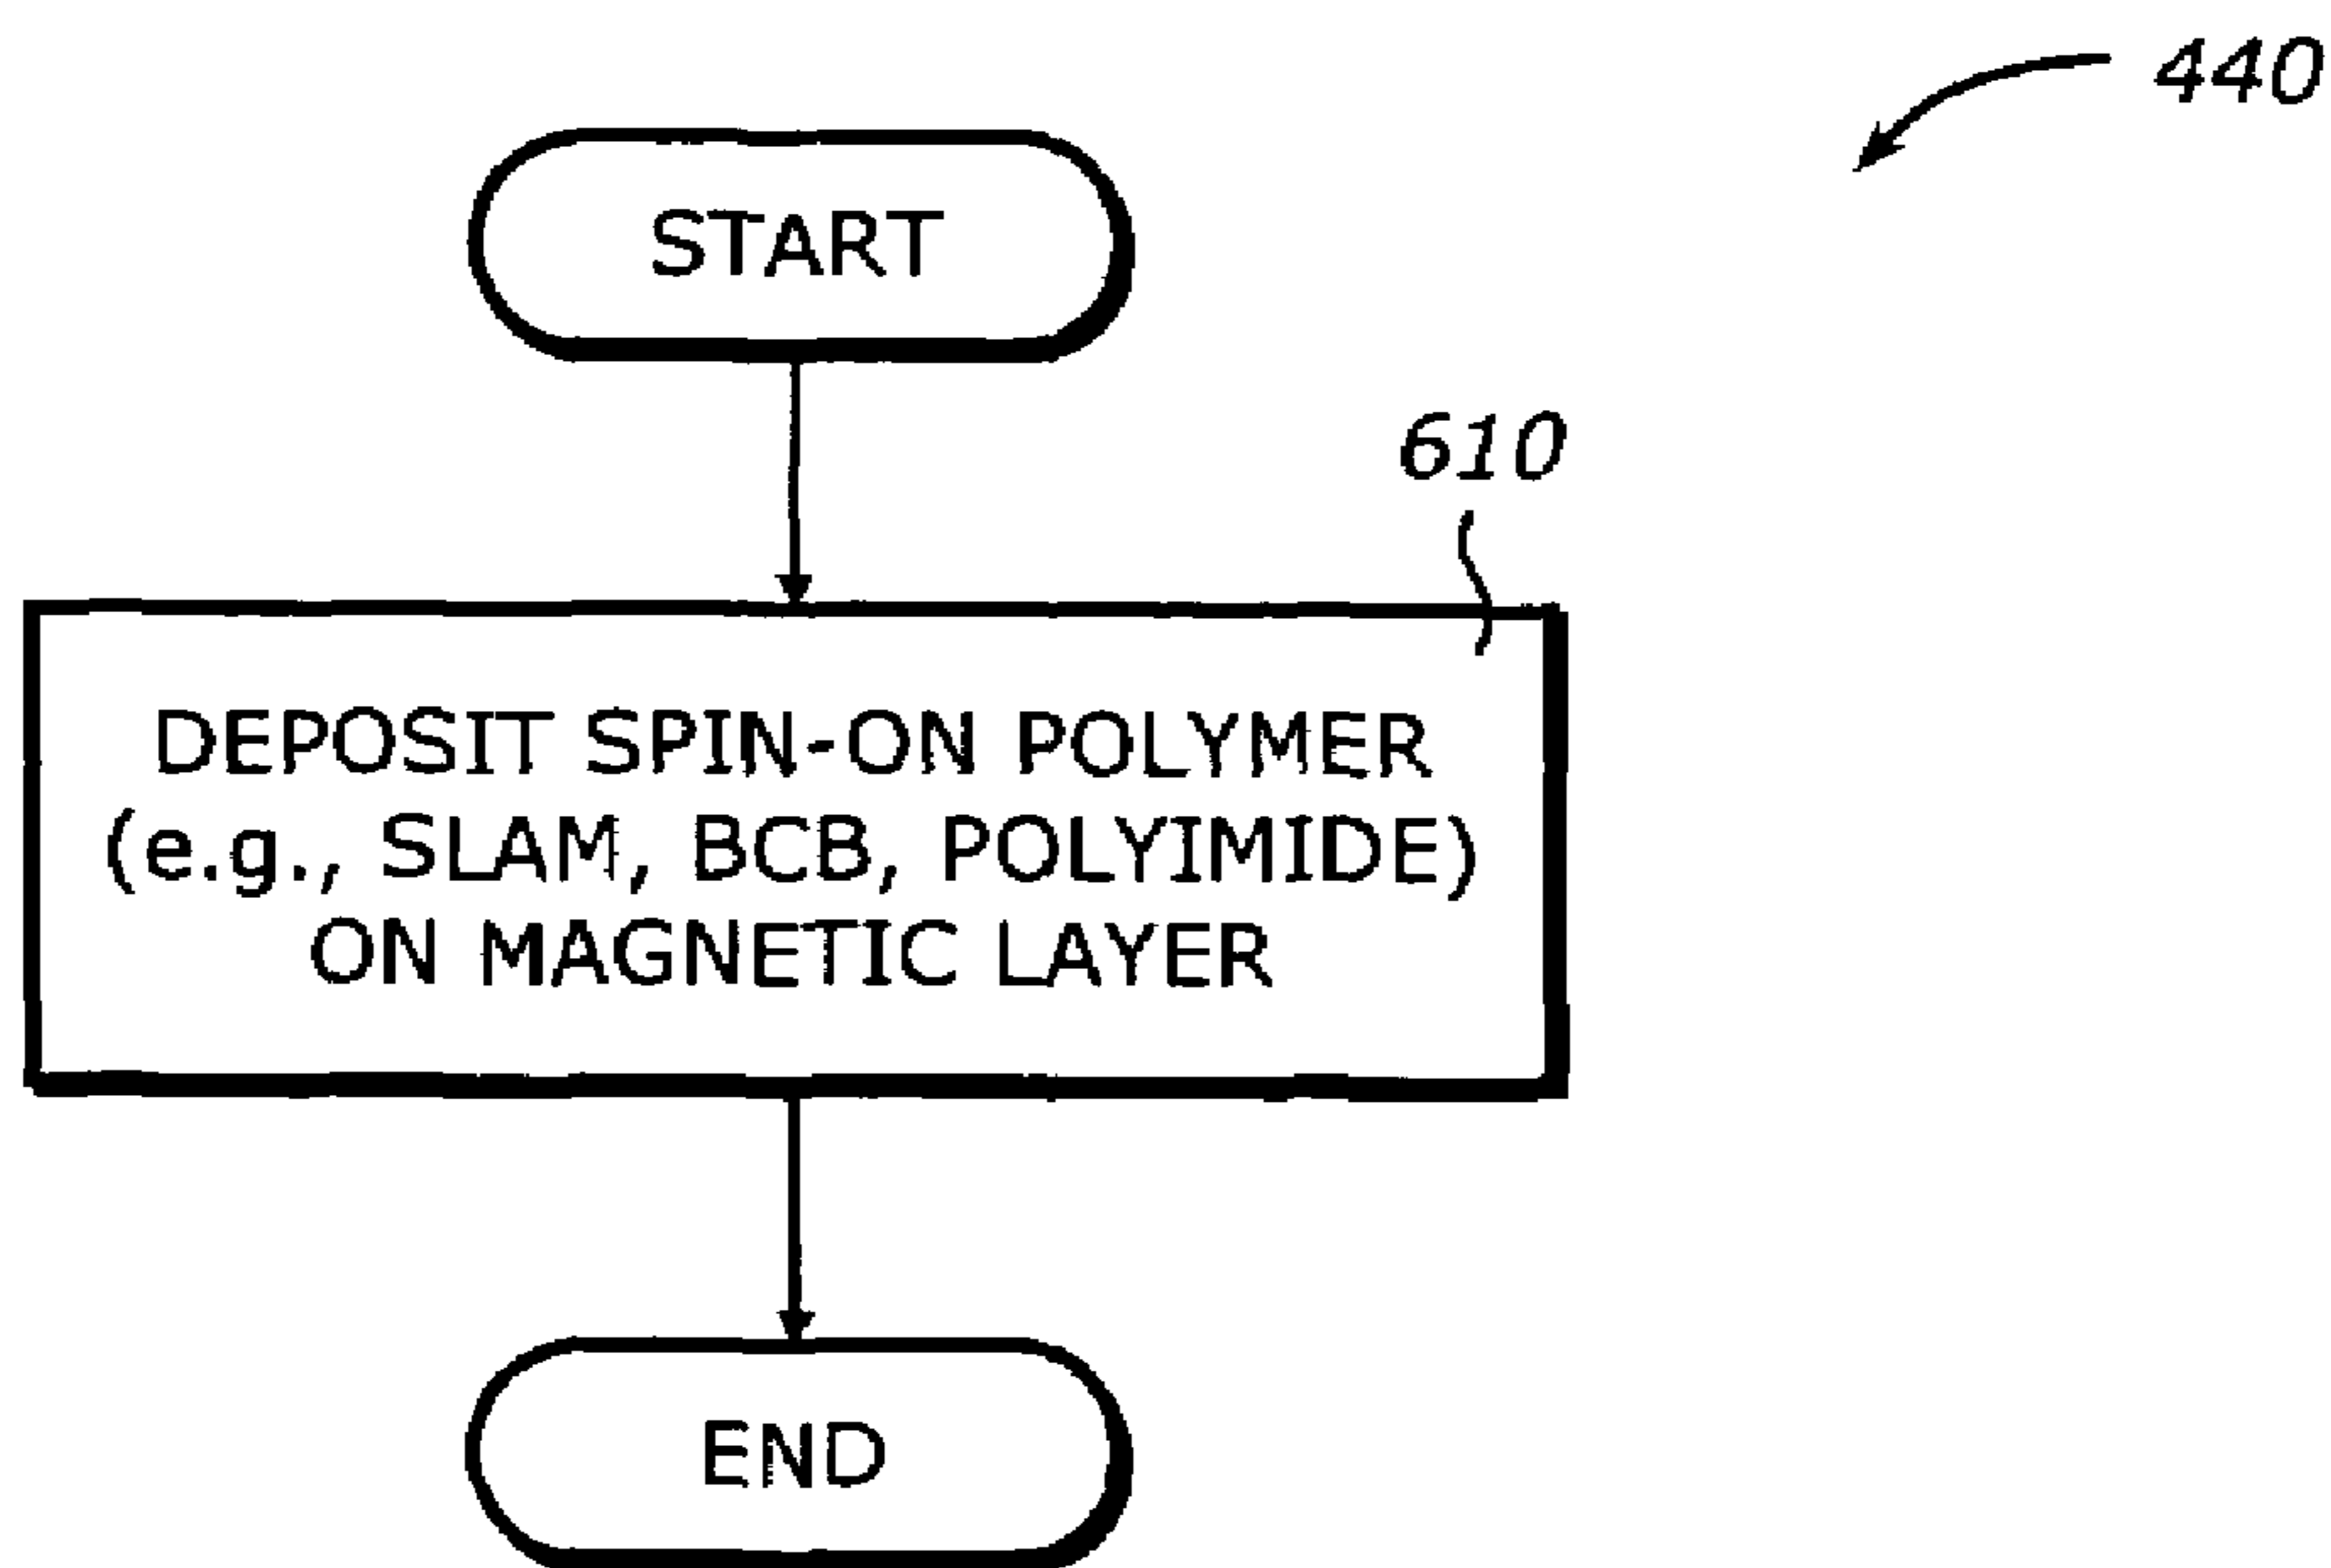 440
START
610
DEPOSIT SPIN-ON POLYMER
(e.g., SLAM, BCB, POLYIMIDE)
ON MAGNETIC LAYER
END